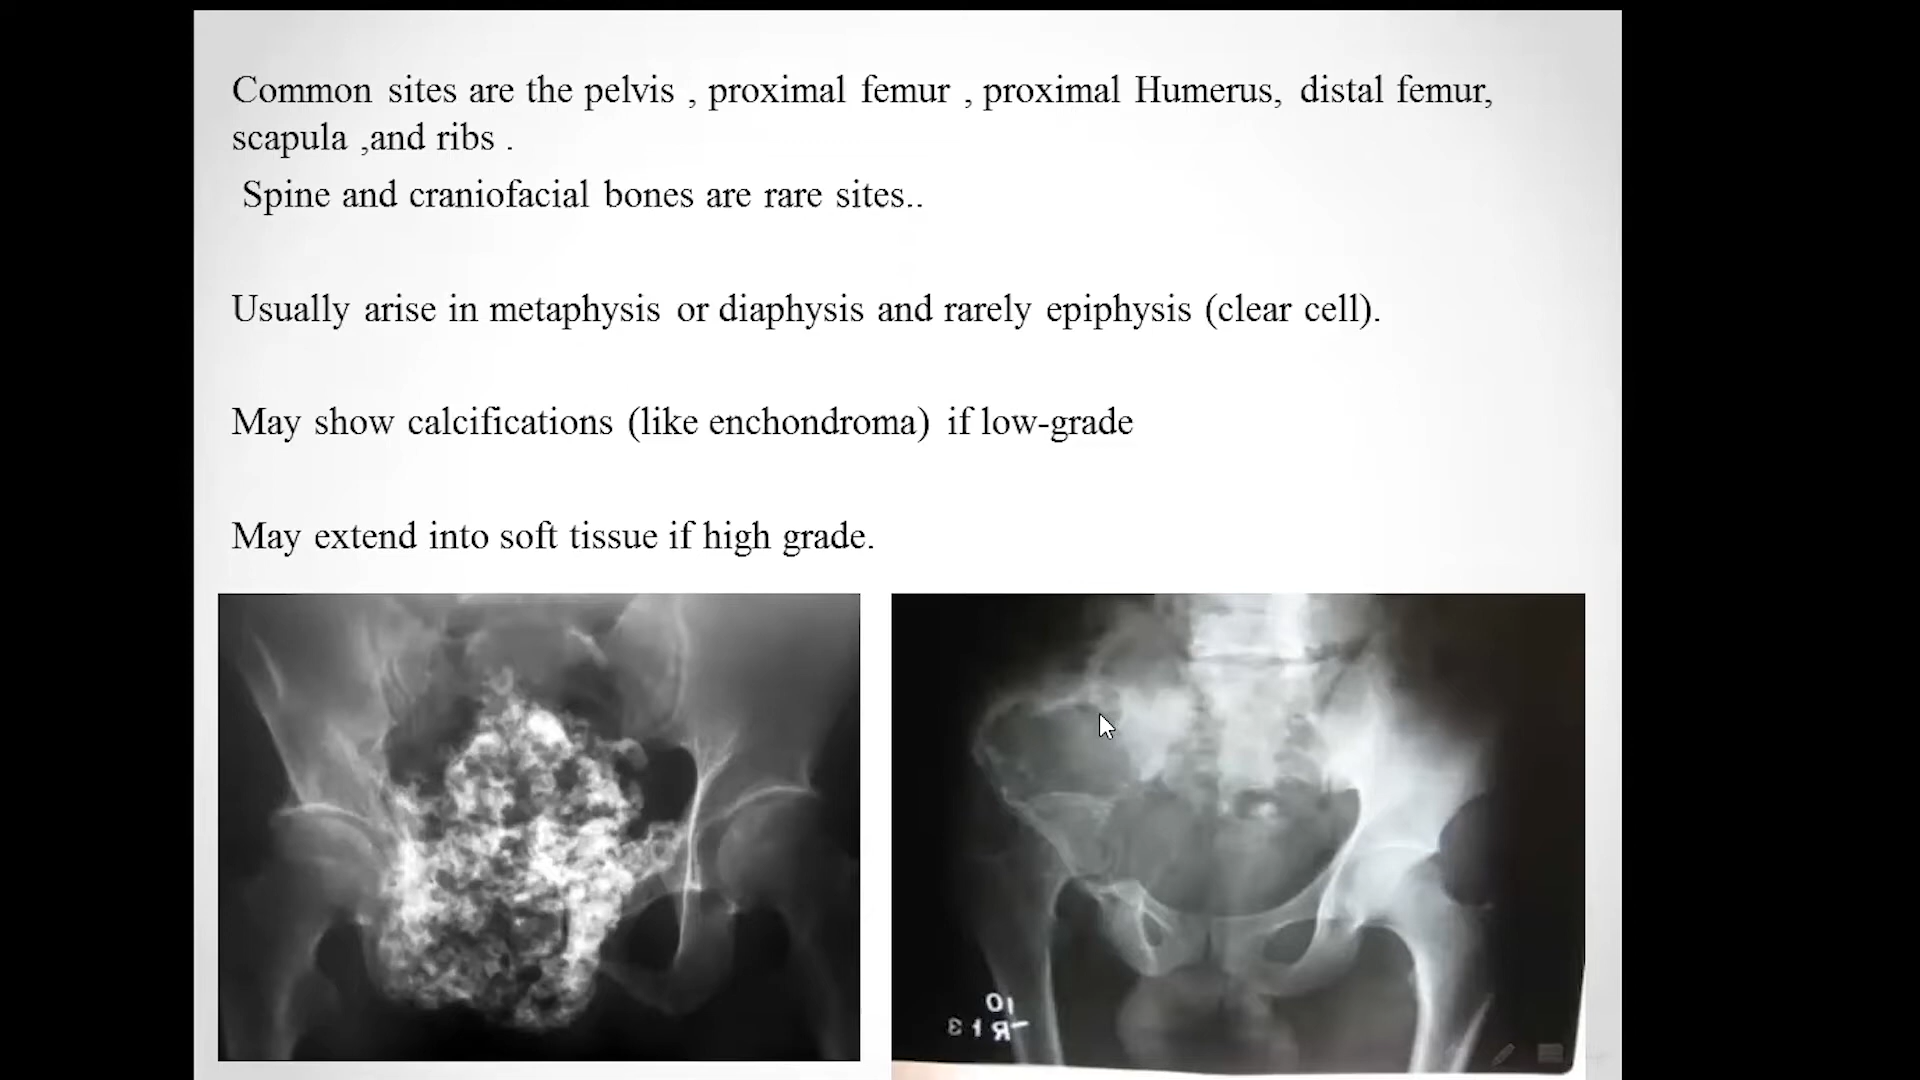 Common sites are the pelvis , proximal femur , proximal Humerus, distal femur,
scapula ,and ribs .
Spine and craniofacial bones are rare sites..
Usually arise in metaphysis or diaphysis and rarely epiphysis (clear cell).
May show calcifications (like enchondroma) if low-grade
May extend into soft tissue if high grade.